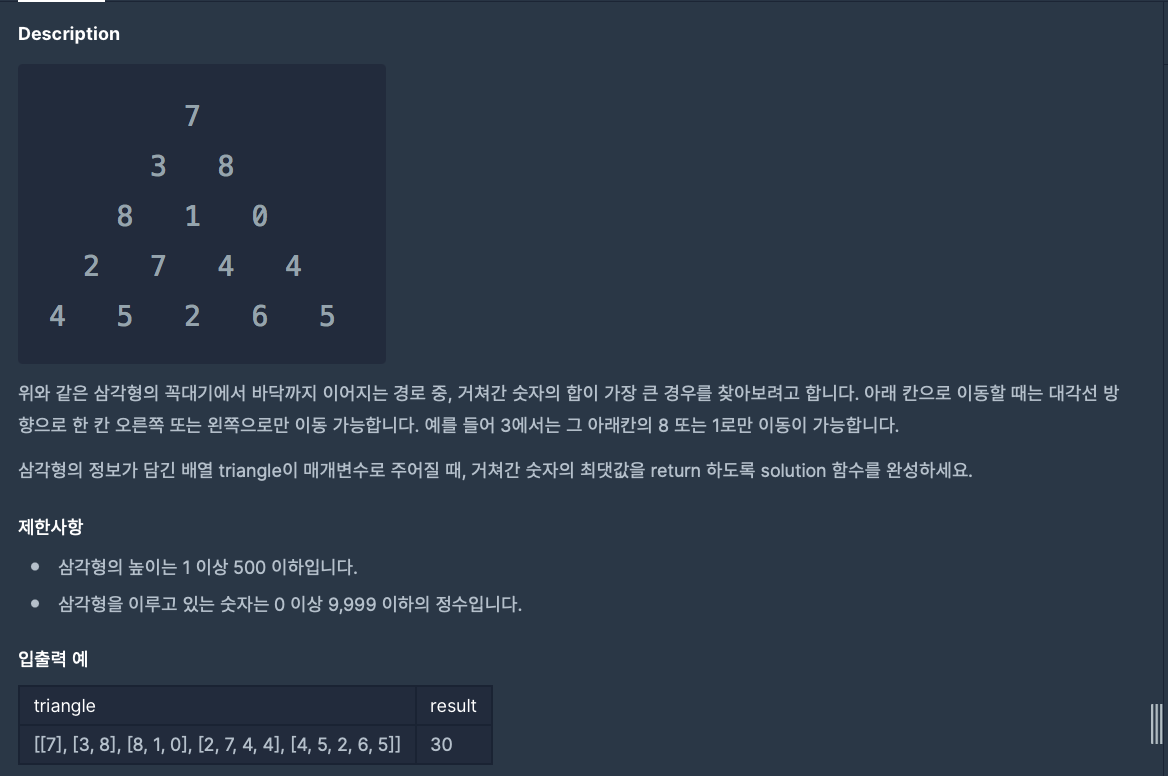 Description
7
3 8
8 1 0
2 7 4 4
4 5 2 6 5
위와 같은 삼각형의 꼭대기에서 바닥까지 이어지는 경로 중, 거쳐간 숫자의 합이 가장 큰 경우를 찾아보려고 합니다. 아래 칸으로 이동할 때는 대각선 방
향으로 한 칸 오른쪽 또는 왼쪽으로만 이동 가능합니다. 예를 들어 3에서는 그 아래칸의 8 또는 1로만 이동이 가능합니다.
삼각형의 정보가 담긴 배열 triangle이 매개변수로 주어질 때, 거쳐간 숫자의 최댓값을 return 하도록 solution 함수를 완성하세요.
제한사항
• 삼각형의 높이는 1 이상 500 이하입니다.
• 삼각형을 이루고 있는 숫자는 0 이상 9,999 이하의 정수입니다.
입출력 예
triangle result
[[7], [3, 8], [8, 1, 0], [2, 7, 4, 4], [4, 5, 2, 6, 5]] 30